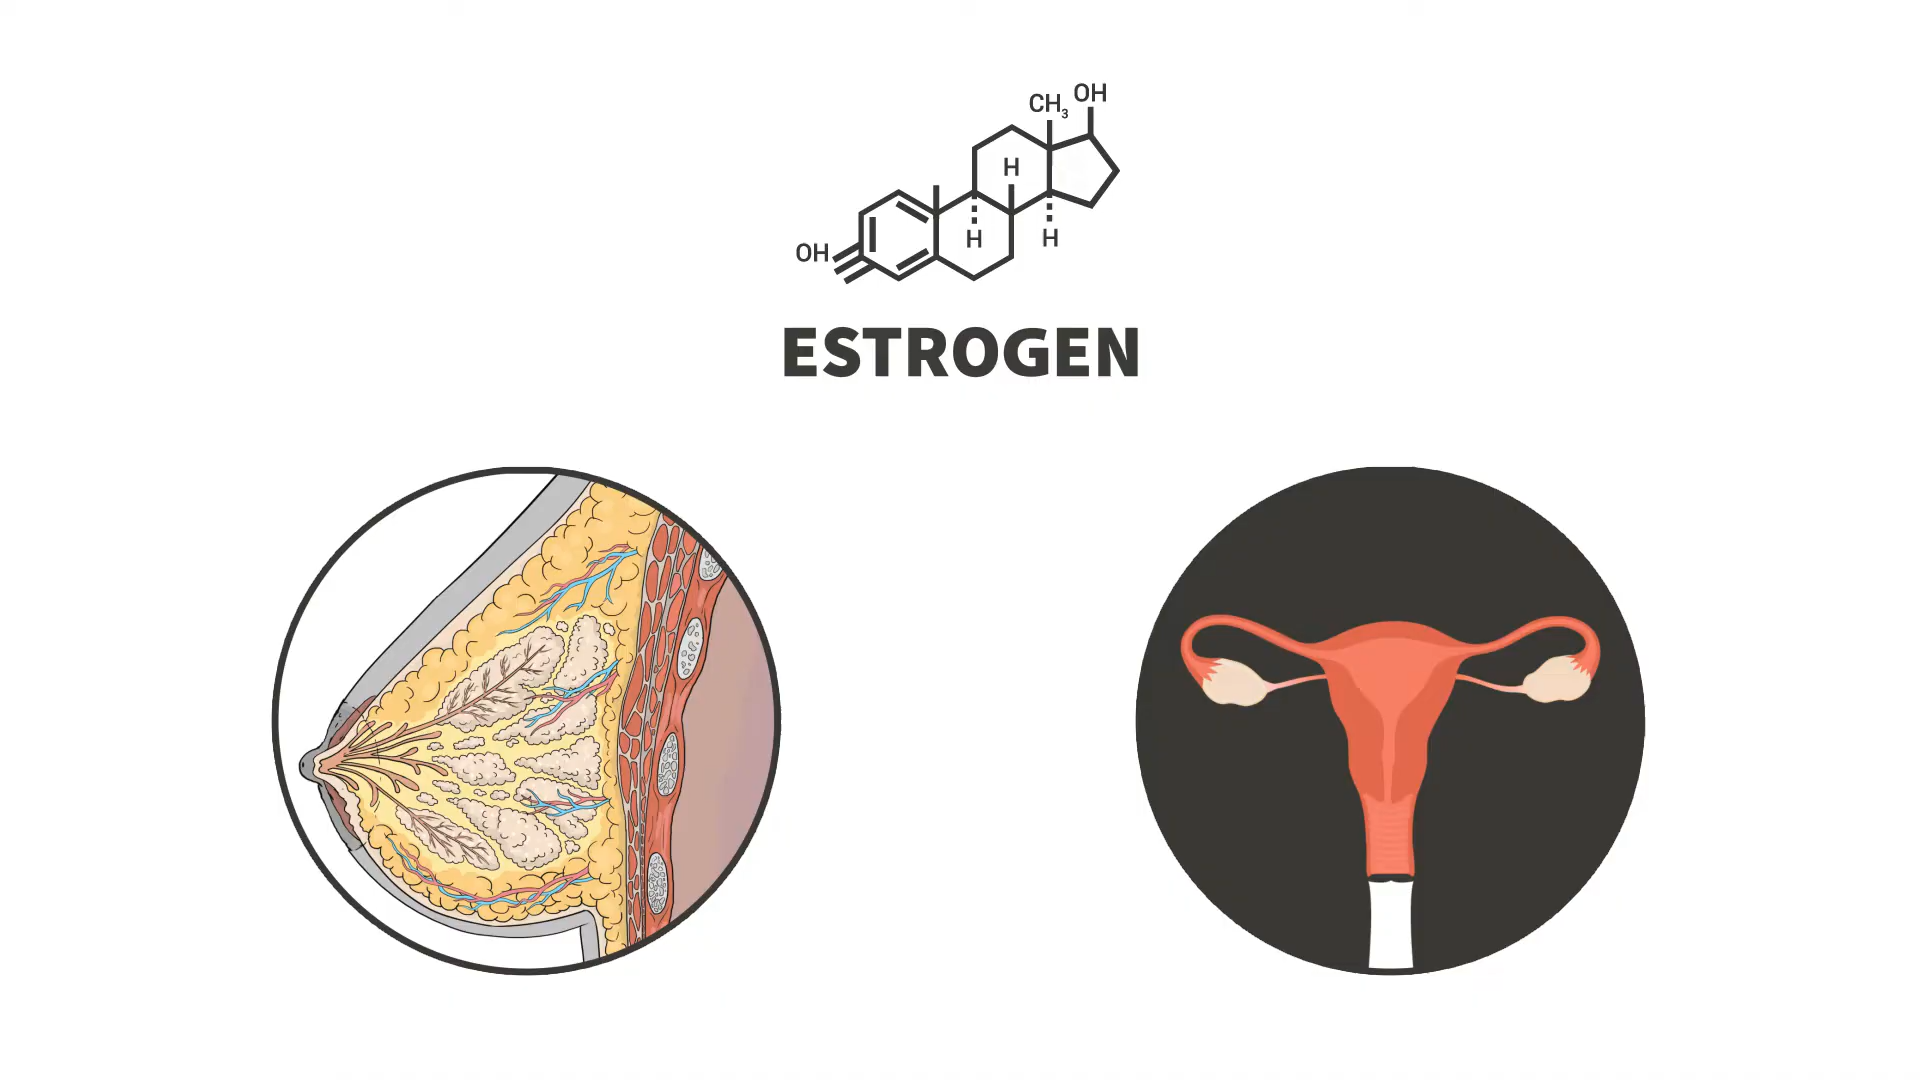 CH₃ OH
H
H H
OH
ESTROGEN